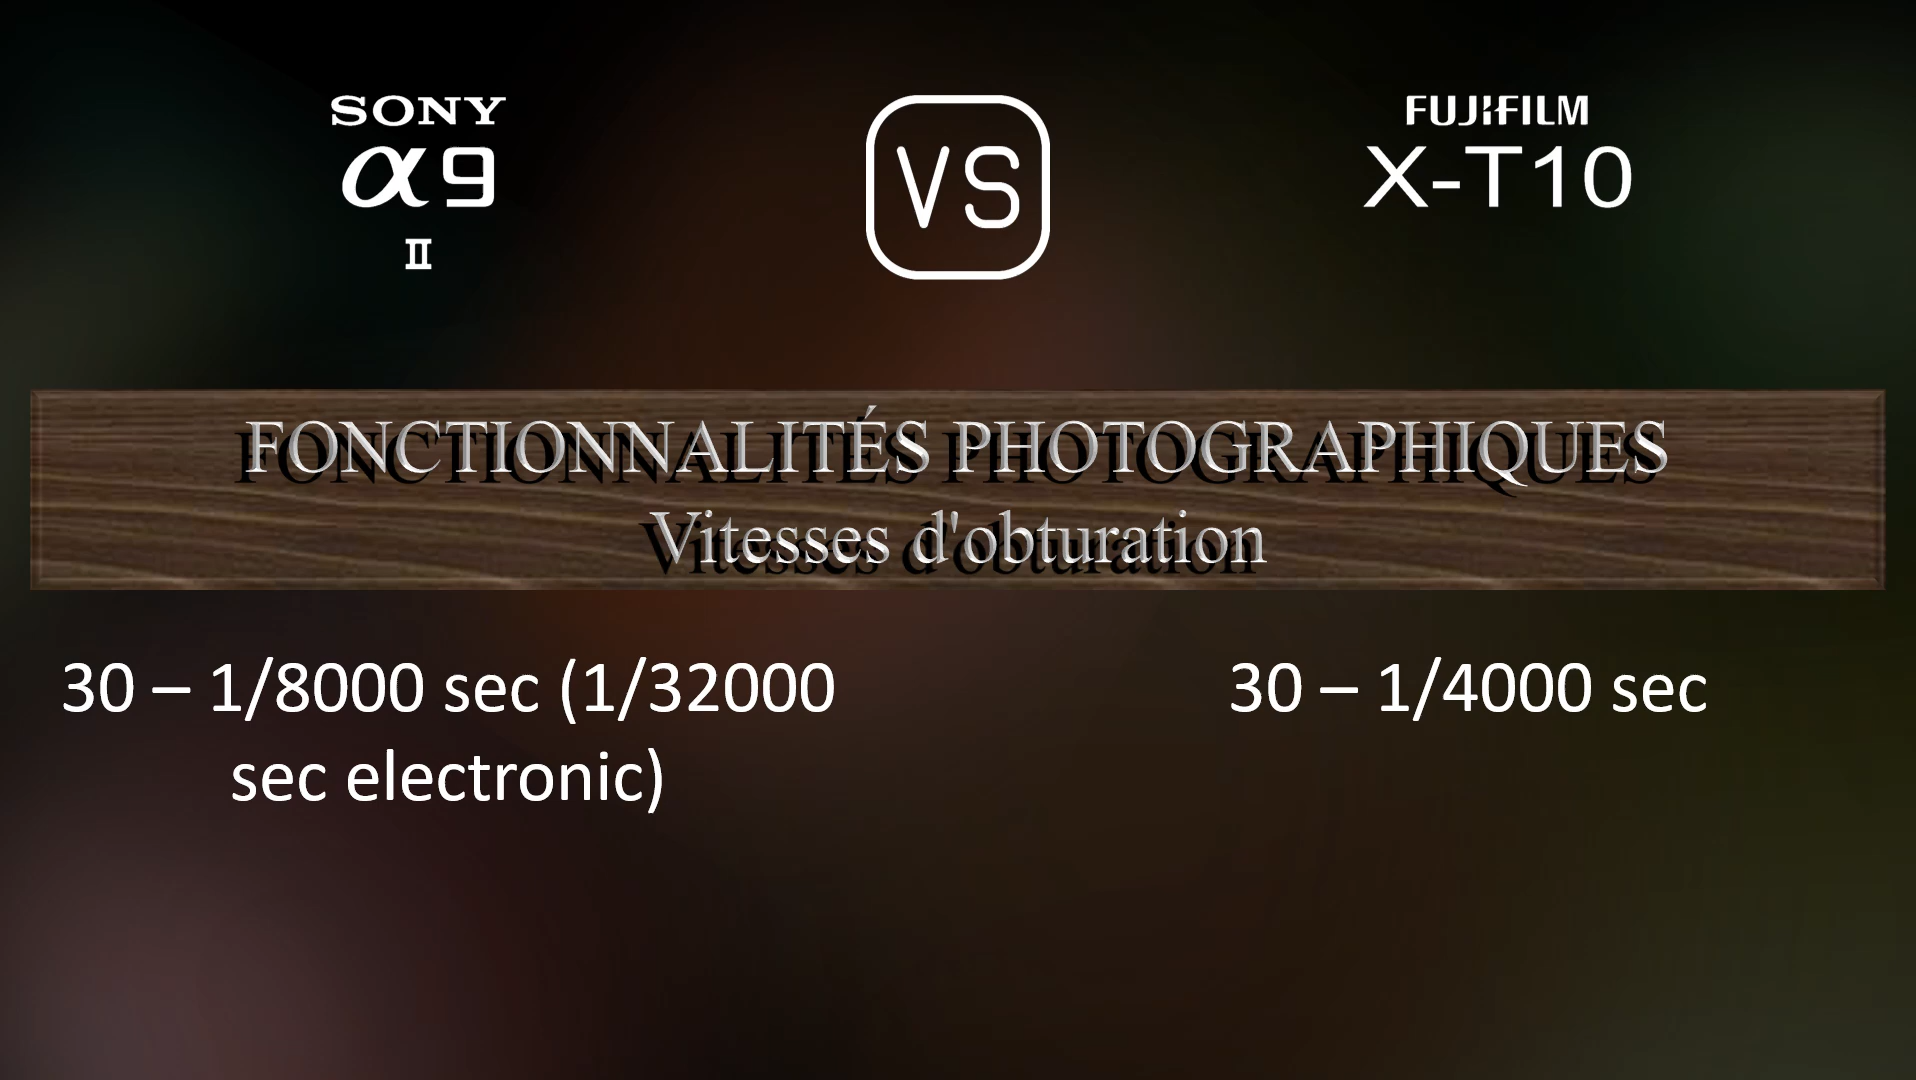 SONY
α9
II
VS
FUJIFILM
X-T10
FONCTIONNALITÉS PHOTOGRAPHIQUES
Vitesses d'obturation
30 – 1/8000 sec (1/32000
sec electronic)
30 – 1/4000 sec